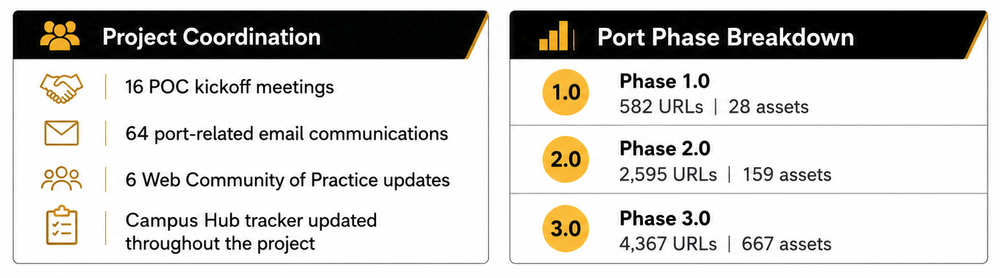 Project Coordination
16 POC kickoff meetings
64 port-related email communications
6 Web Community of Practice updates
Campus Hub tracker updated
throughout the project
Port Phase Breakdown
1.0
Phase 1.0
582 URLs | 28 assets
2.0
Phase 2.0
2,595 URLs | 159 assets
3.0
Phase 3.0
4,367 URLs | 667 assets